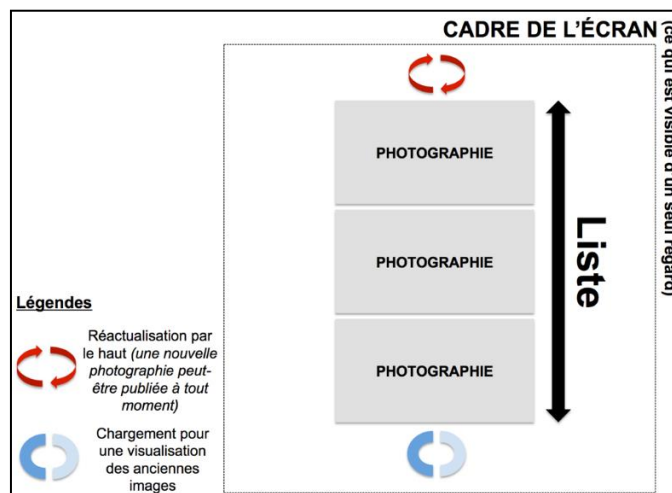 CADRE DE L'ÉCRAN
(ce qui est visible à un seul regard)
PHOTOGRAPHIE
PHOTOGRAPHIE
PHOTOGRAPHIE
Liste
Légendes
Réactualisation par
le haut (une nouvelle
photographie peut-
être publiée à tout
moment)
Chargement pour
une visualisation
des anciennes
images